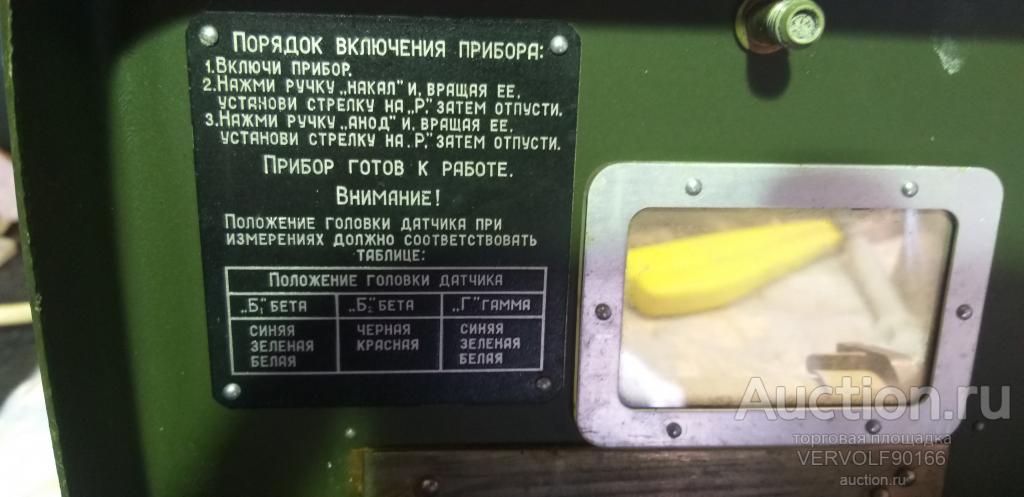 ПОРЯДОК ВКЛЮЧЕНИЯ ПРИБОРА:
1. ВКЛЮЧИ ПРИБОР.
2. НАЖМИ РУЧКУ „НАКАЛ" И, ВРАЩАЯ ЕЕ,
УСТАНОВИ СТРЕЛКУ НА „Р," ЗАТЕМ ОТПУСТИ.
3. НАЖМИ РУЧКУ „АНОД" И, ВРАЩАЯ ЕЕ,
УСТАНОВИ СТРЕЛКУ НА „Р," ЗАТЕМ ОТПУСТИ.
ПРИБОР ГОТОВ К РАБОТЕ.
ВНИМАНИЕ!
ПОЛОЖЕНИЕ ГОЛОВКИ ДАТЧИКА ПРИ
ИЗМЕРЕНИЯХ ДОЛЖНО СООТВЕТСТВОВАТЬ
ТАБЛИЦЕ:
ПОЛОЖЕНИЕ ГОЛОВКИ ДАТЧИКА
„Б₁" БЕТА „Б₂" БЕТА „Г" ГАММА
СИНЯЯ ЧЕРНАЯ СИНЯЯ
ЗЕЛЕНАЯ КРАСНАЯ ЗЕЛЕНАЯ
БЕЛАЯ БЕЛАЯ
Auction.ru
торговая площадка
VERVOLF90166
auction.ru